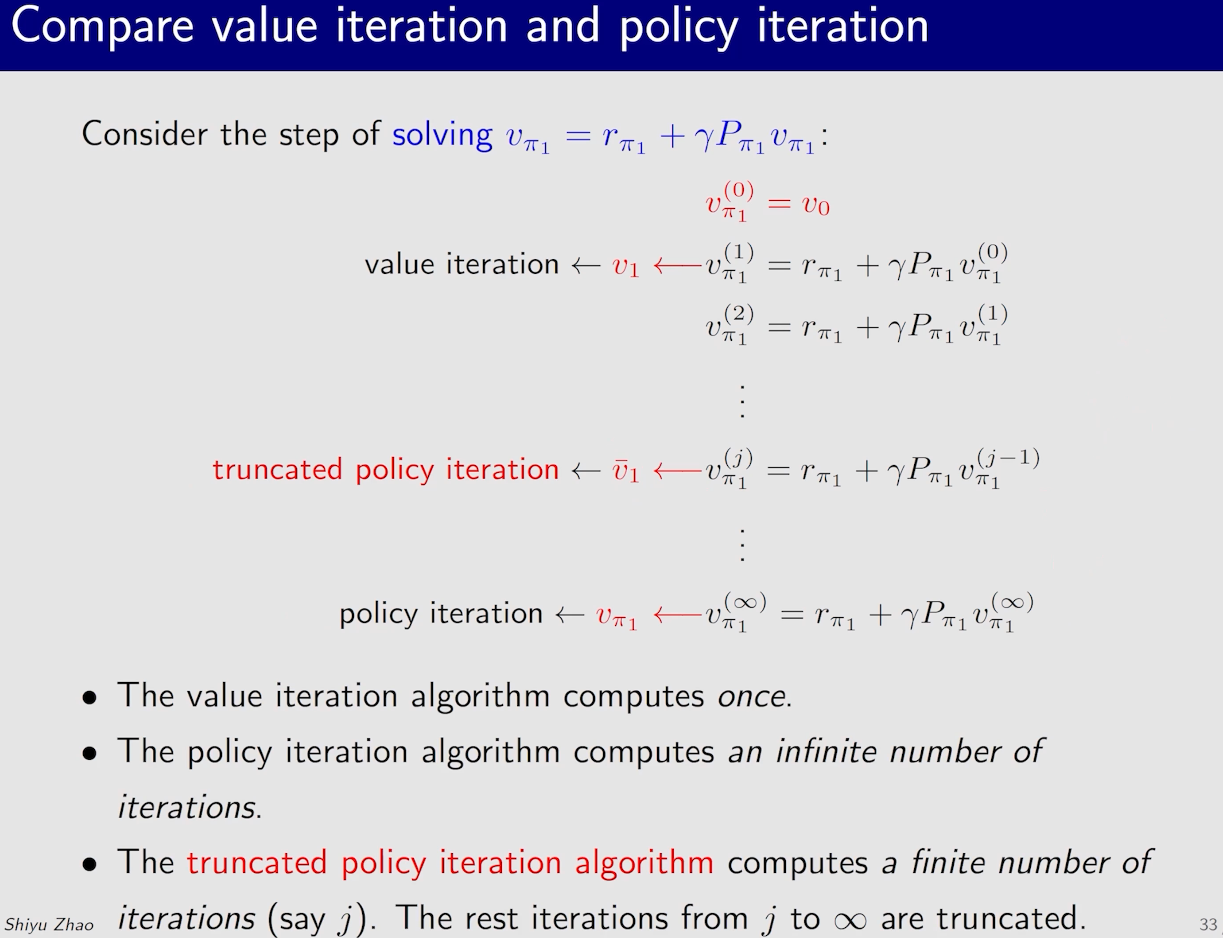 Compare value iteration and policy iteration
Consider the step of solving $v_{\pi_1} = r_{\pi_1} + \gamma P_{\pi_1} v_{\pi_1}$:
$v_{\pi_1}^{(0)} = v_0$
value iteration $\leftarrow v_1 \longleftarrow v_{\pi_1}^{(1)} = r_{\pi_1} + \gamma P_{\pi_1} v_{\pi_1}^{(0)}$
$v_{\pi_1}^{(2)} = r_{\pi_1} + \gamma P_{\pi_1} v_{\pi_1}^{(1)}$
$\vdots$
truncated policy iteration $\leftarrow \bar{v}_1 \longleftarrow v_{\pi_1}^{(j)} = r_{\pi_1} + \gamma P_{\pi_1} v_{\pi_1}^{(j-1)}$
$\vdots$
policy iteration $\leftarrow v_{\pi_1} \longleftarrow v_{\pi_1}^{(\infty)} = r_{\pi_1} + \gamma P_{\pi_1} v_{\pi_1}^{(\infty)}$
• The value iteration algorithm computes once.
• The policy iteration algorithm computes an infinite number of
iterations.
• The truncated policy iteration algorithm computes a finite number of
iterations (say $j$). The rest iterations from $j$ to $\infty$ are truncated.
Shiyu Zhao
33